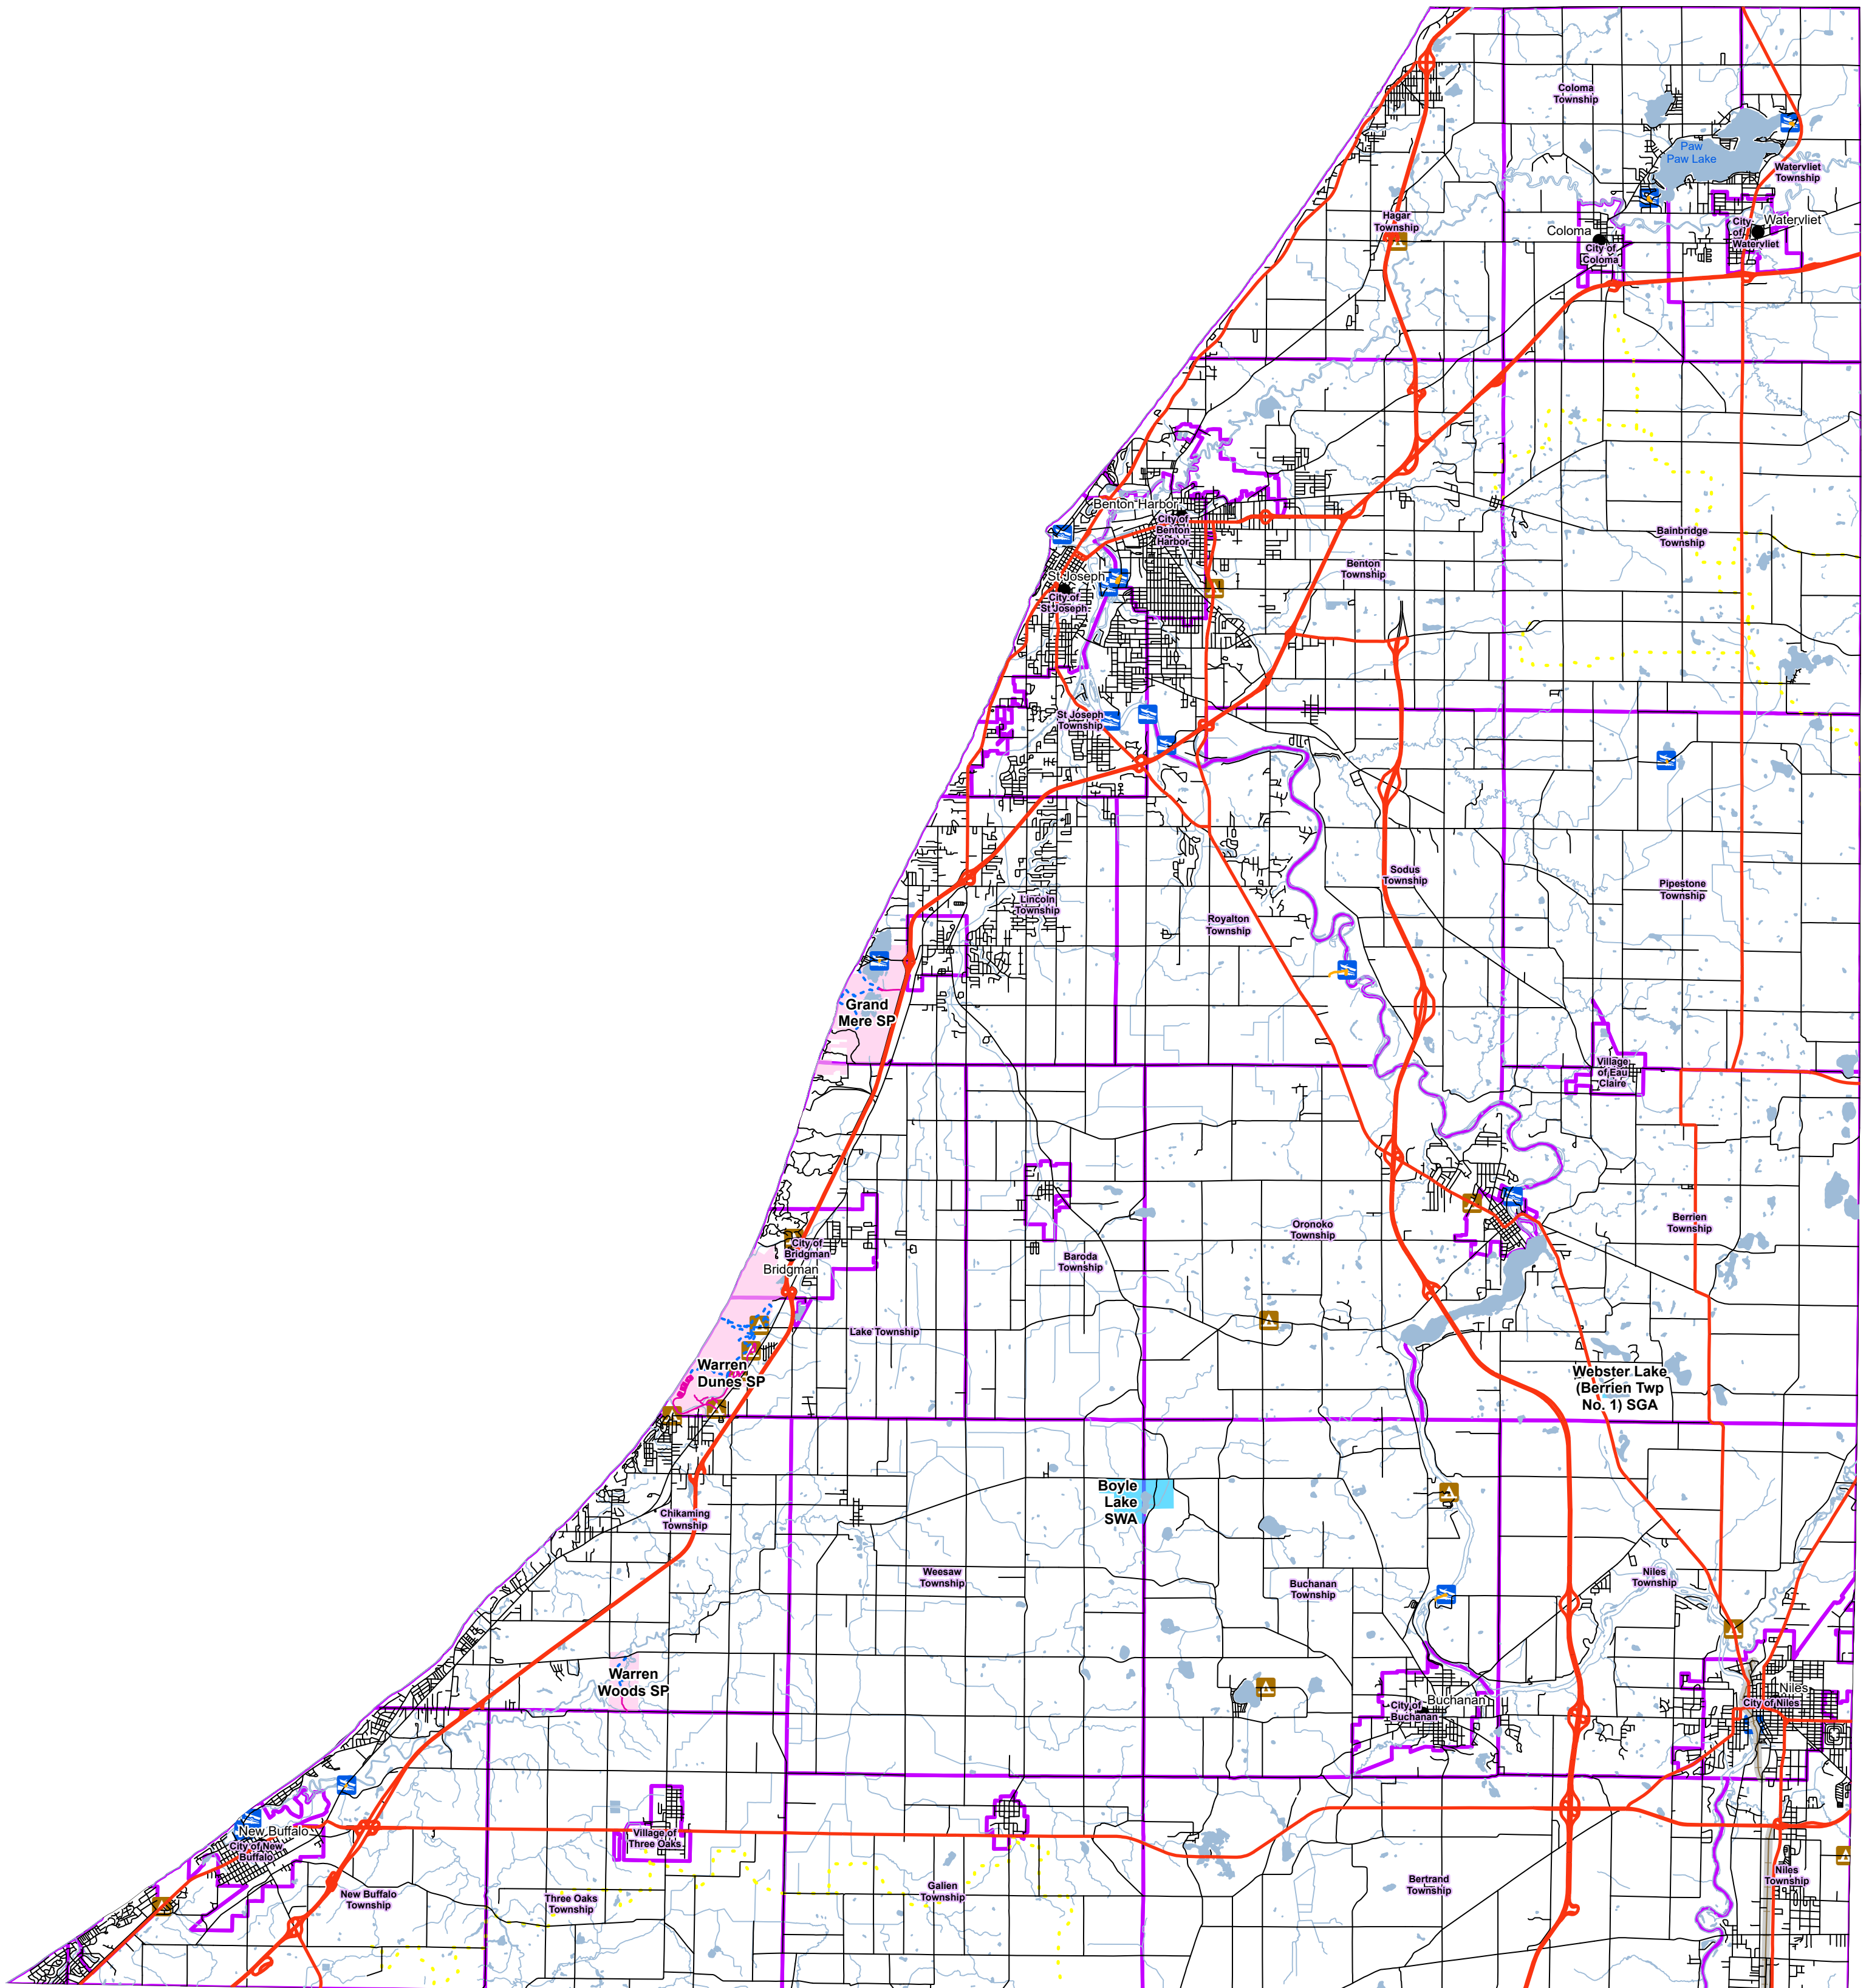 Coloma
Township
Paw
Paw Lake
Watervliet
Township
Hagar
Township
Coloma
City of
Coloma
City
of
Watervliet
Watervliet
Benton Harbor
City of
Benton
Harbor
Bainbridge
Township
Benton
Township
St Joseph
City of
St Joseph
St Joseph
Township
Sodus
Township
Pipestone
Township
Lincoln
Township
Royalton
Township
Grand
Mere SP
Village
of Eau
Claire
Oronoko
Township
Berrien
Township
City of
Bridgman
Bridgman
Baroda
Township
Lake Township
Warren
Dunes SP
Webster Lake
(Berrien Twp
No. 1) SGA
Boyle
Lake
SWA
Chikaming
Township
Weesaw
Township
Buchanan
Township
Niles
Township
Warren
Woods SP
City of
Buchanan
Buchanan
Niles
City of Niles
New Buffalo
City of New
Buffalo
Village of
Three Oaks
New Buffalo
Township
Three Oaks
Township
Galien
Township
Bertrand
Township
Niles
Township